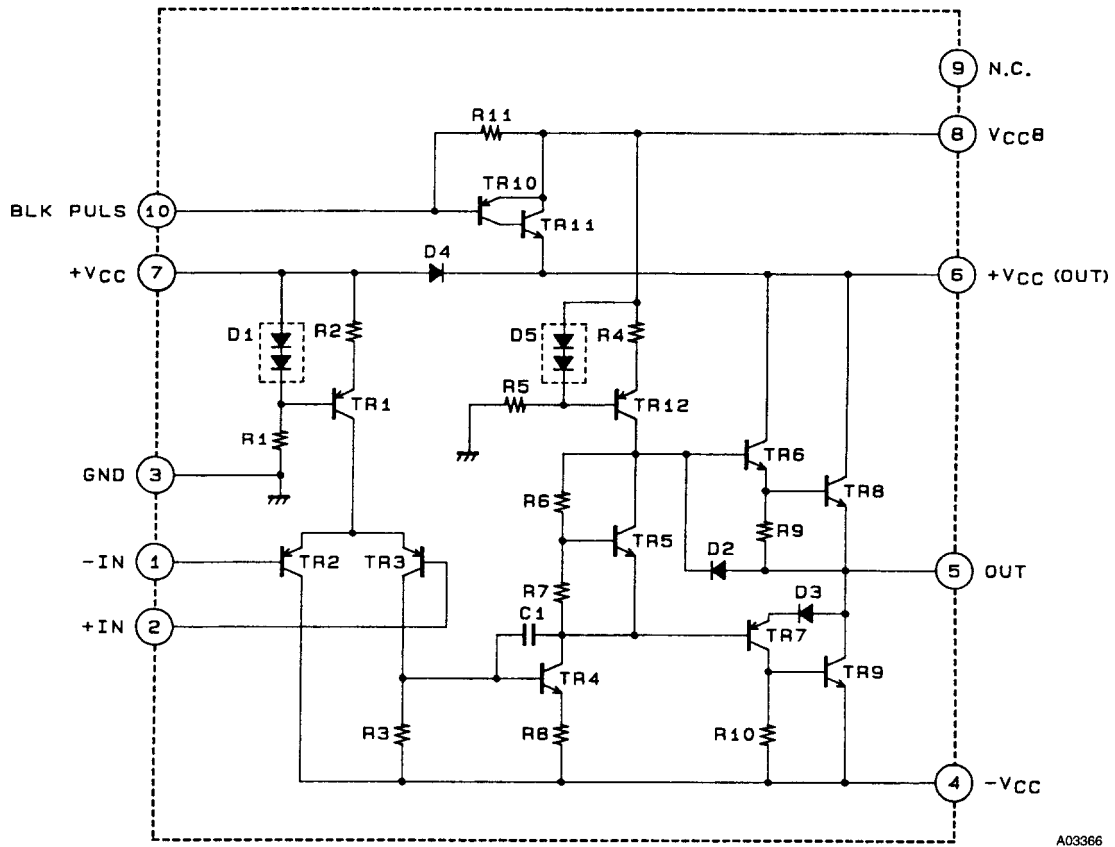 9 N.C.
R11
8 VCC8
TR10
BLK PULS 10
TR11
D4
+VCC 7
6 +VCC (OUT)
D1
R2
D5
R4
R5
TR1
TR12
R1
GND 3
TR6
R6
TR8
R9
TR5
D2
-IN 1
TR2
TR3
5 OUT
R7
D3
C1
+IN 2
TR7
TR4
TR9
R3
R8
R10
4 -VCC
A03366